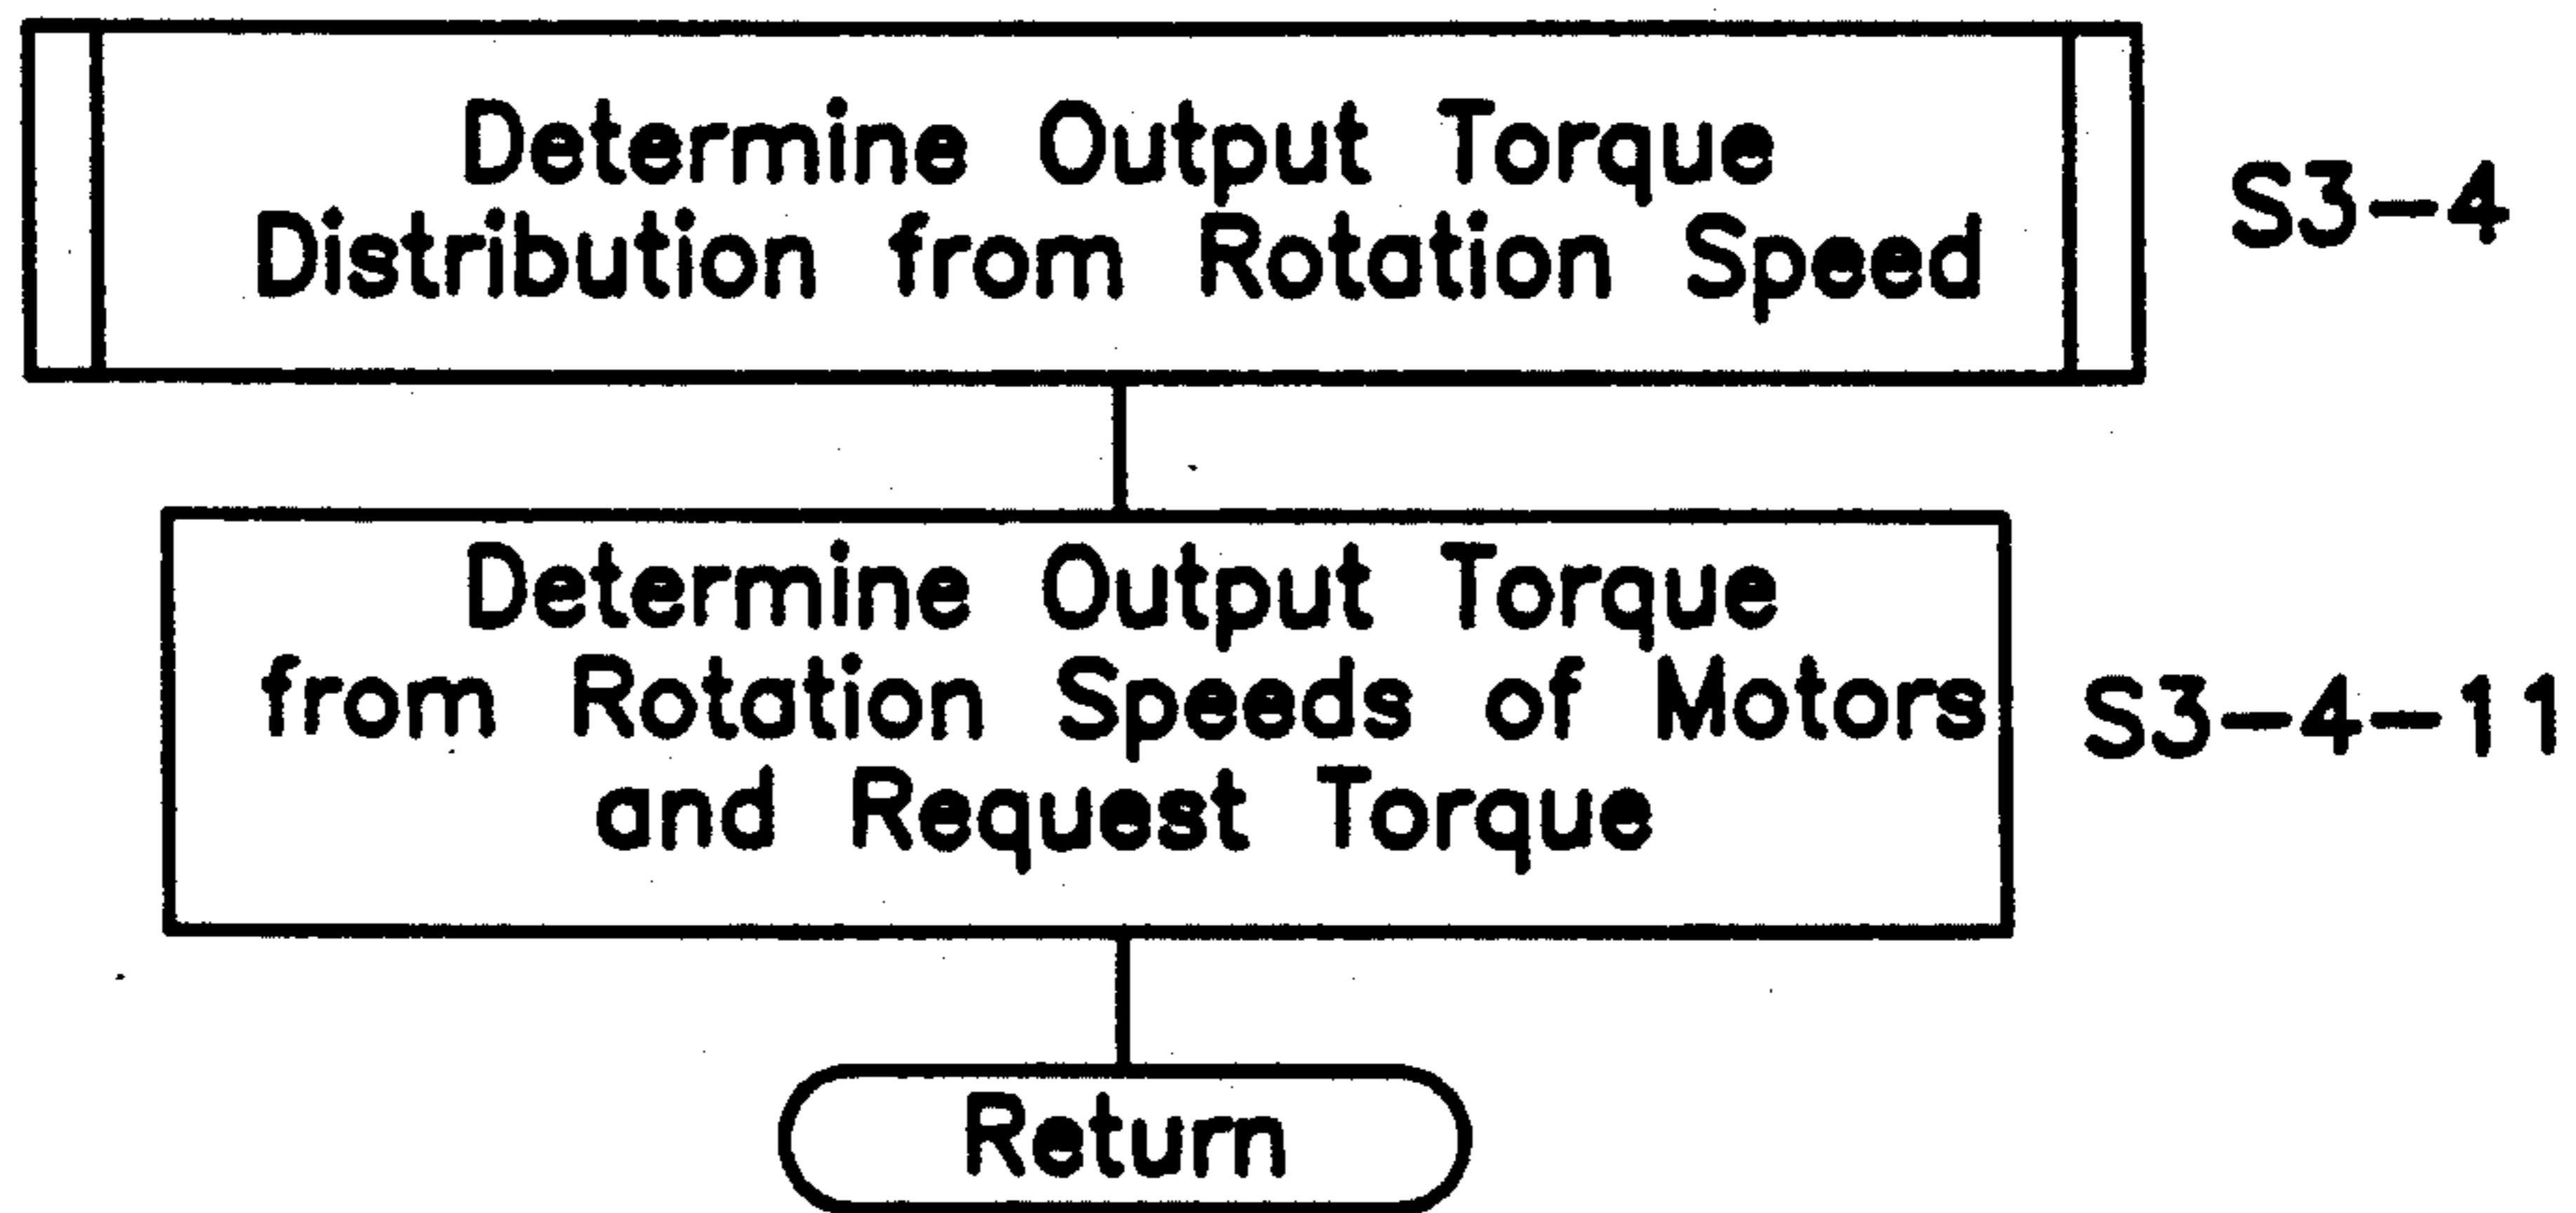 Determine Output Torque
Distribution from Rotation Speed
S3-4
Determine Output Torque
from Rotation Speeds of Motors
and Request Torque
S3-4-11
Return